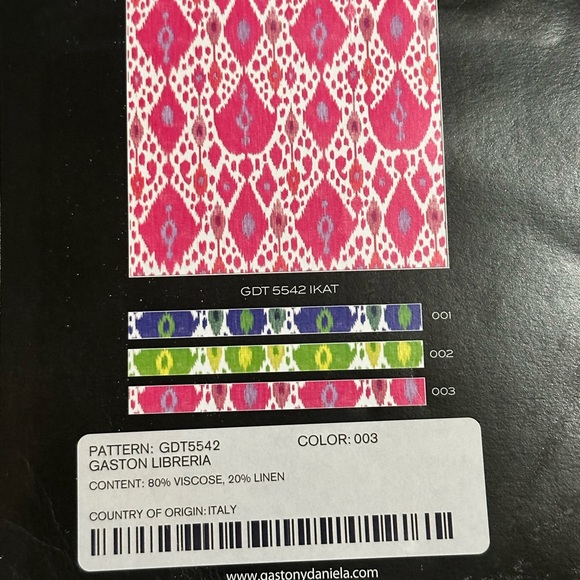 GDT 5542 IKAT
001
002
003
PATTERN: GDT5542 COLOR: 003
GASTON LIBRERIA
CONTENT: 80% VISCOSE, 20% LINEN
COUNTRY OF ORIGIN: ITALY
www.gastonydaniela.com